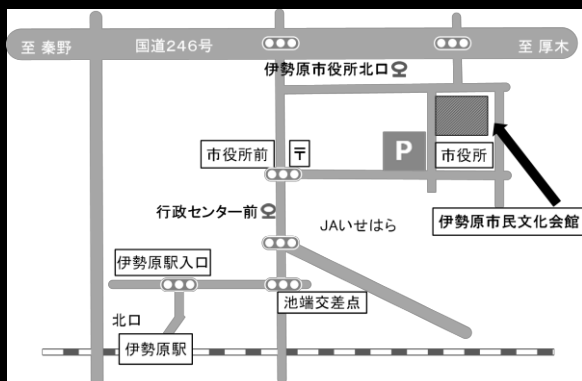 至 秦野
国道246号
至 厚木
伊勢原市役所北口
市役所前
〒
P
市役所
行政センター前
JAいせはら
伊勢原市民文化会館
伊勢原駅入口
池端交差点
北口
伊勢原駅